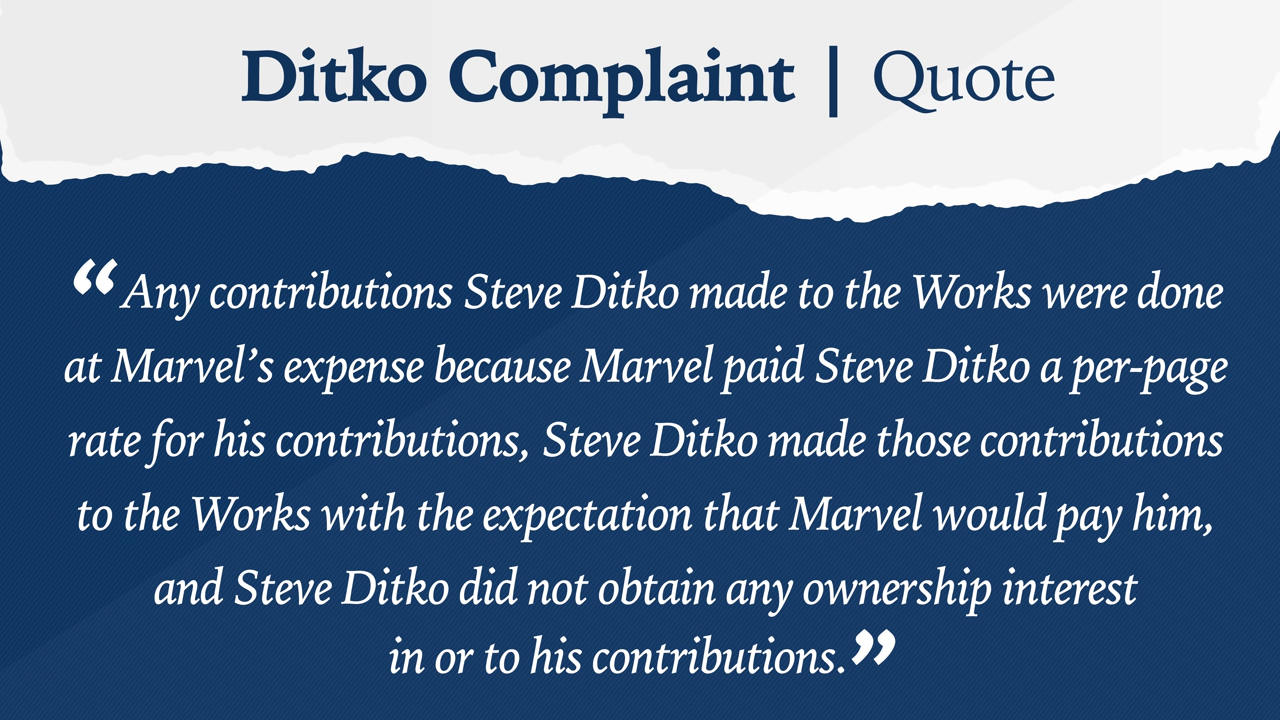 Ditko Complaint | Quote
“Any contributions Steve Ditko made to the Works were done
at Marvel’s expense because Marvel paid Steve Ditko a per-page
rate for his contributions, Steve Ditko made those contributions
to the Works with the expectation that Marvel would pay him,
and Steve Ditko did not obtain any ownership interest
in or to his contributions.”